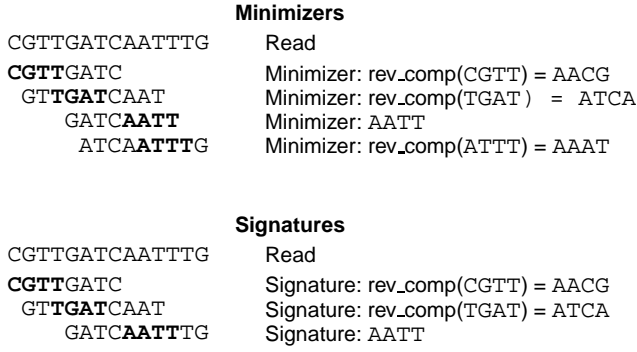 Minimizers
CGTTGATCAATTTG Read
CGTTGATC Minimizer: rev_comp(CGTT) = AACG
GTTGATCAAT Minimizer: rev_comp(TGAT) = ATCA
GATCAATT Minimizer: AATT
ATCAATTTG Minimizer: rev_comp(ATTT) = AAAT
Signatures
CGTTGATCAATTTG Read
CGTTGATC Signature: rev_comp(CGTT) = AACG
GTTGATCAAT Signature: rev_comp(TGAT) = ATCA
GATCAATTTG Signature: AATT